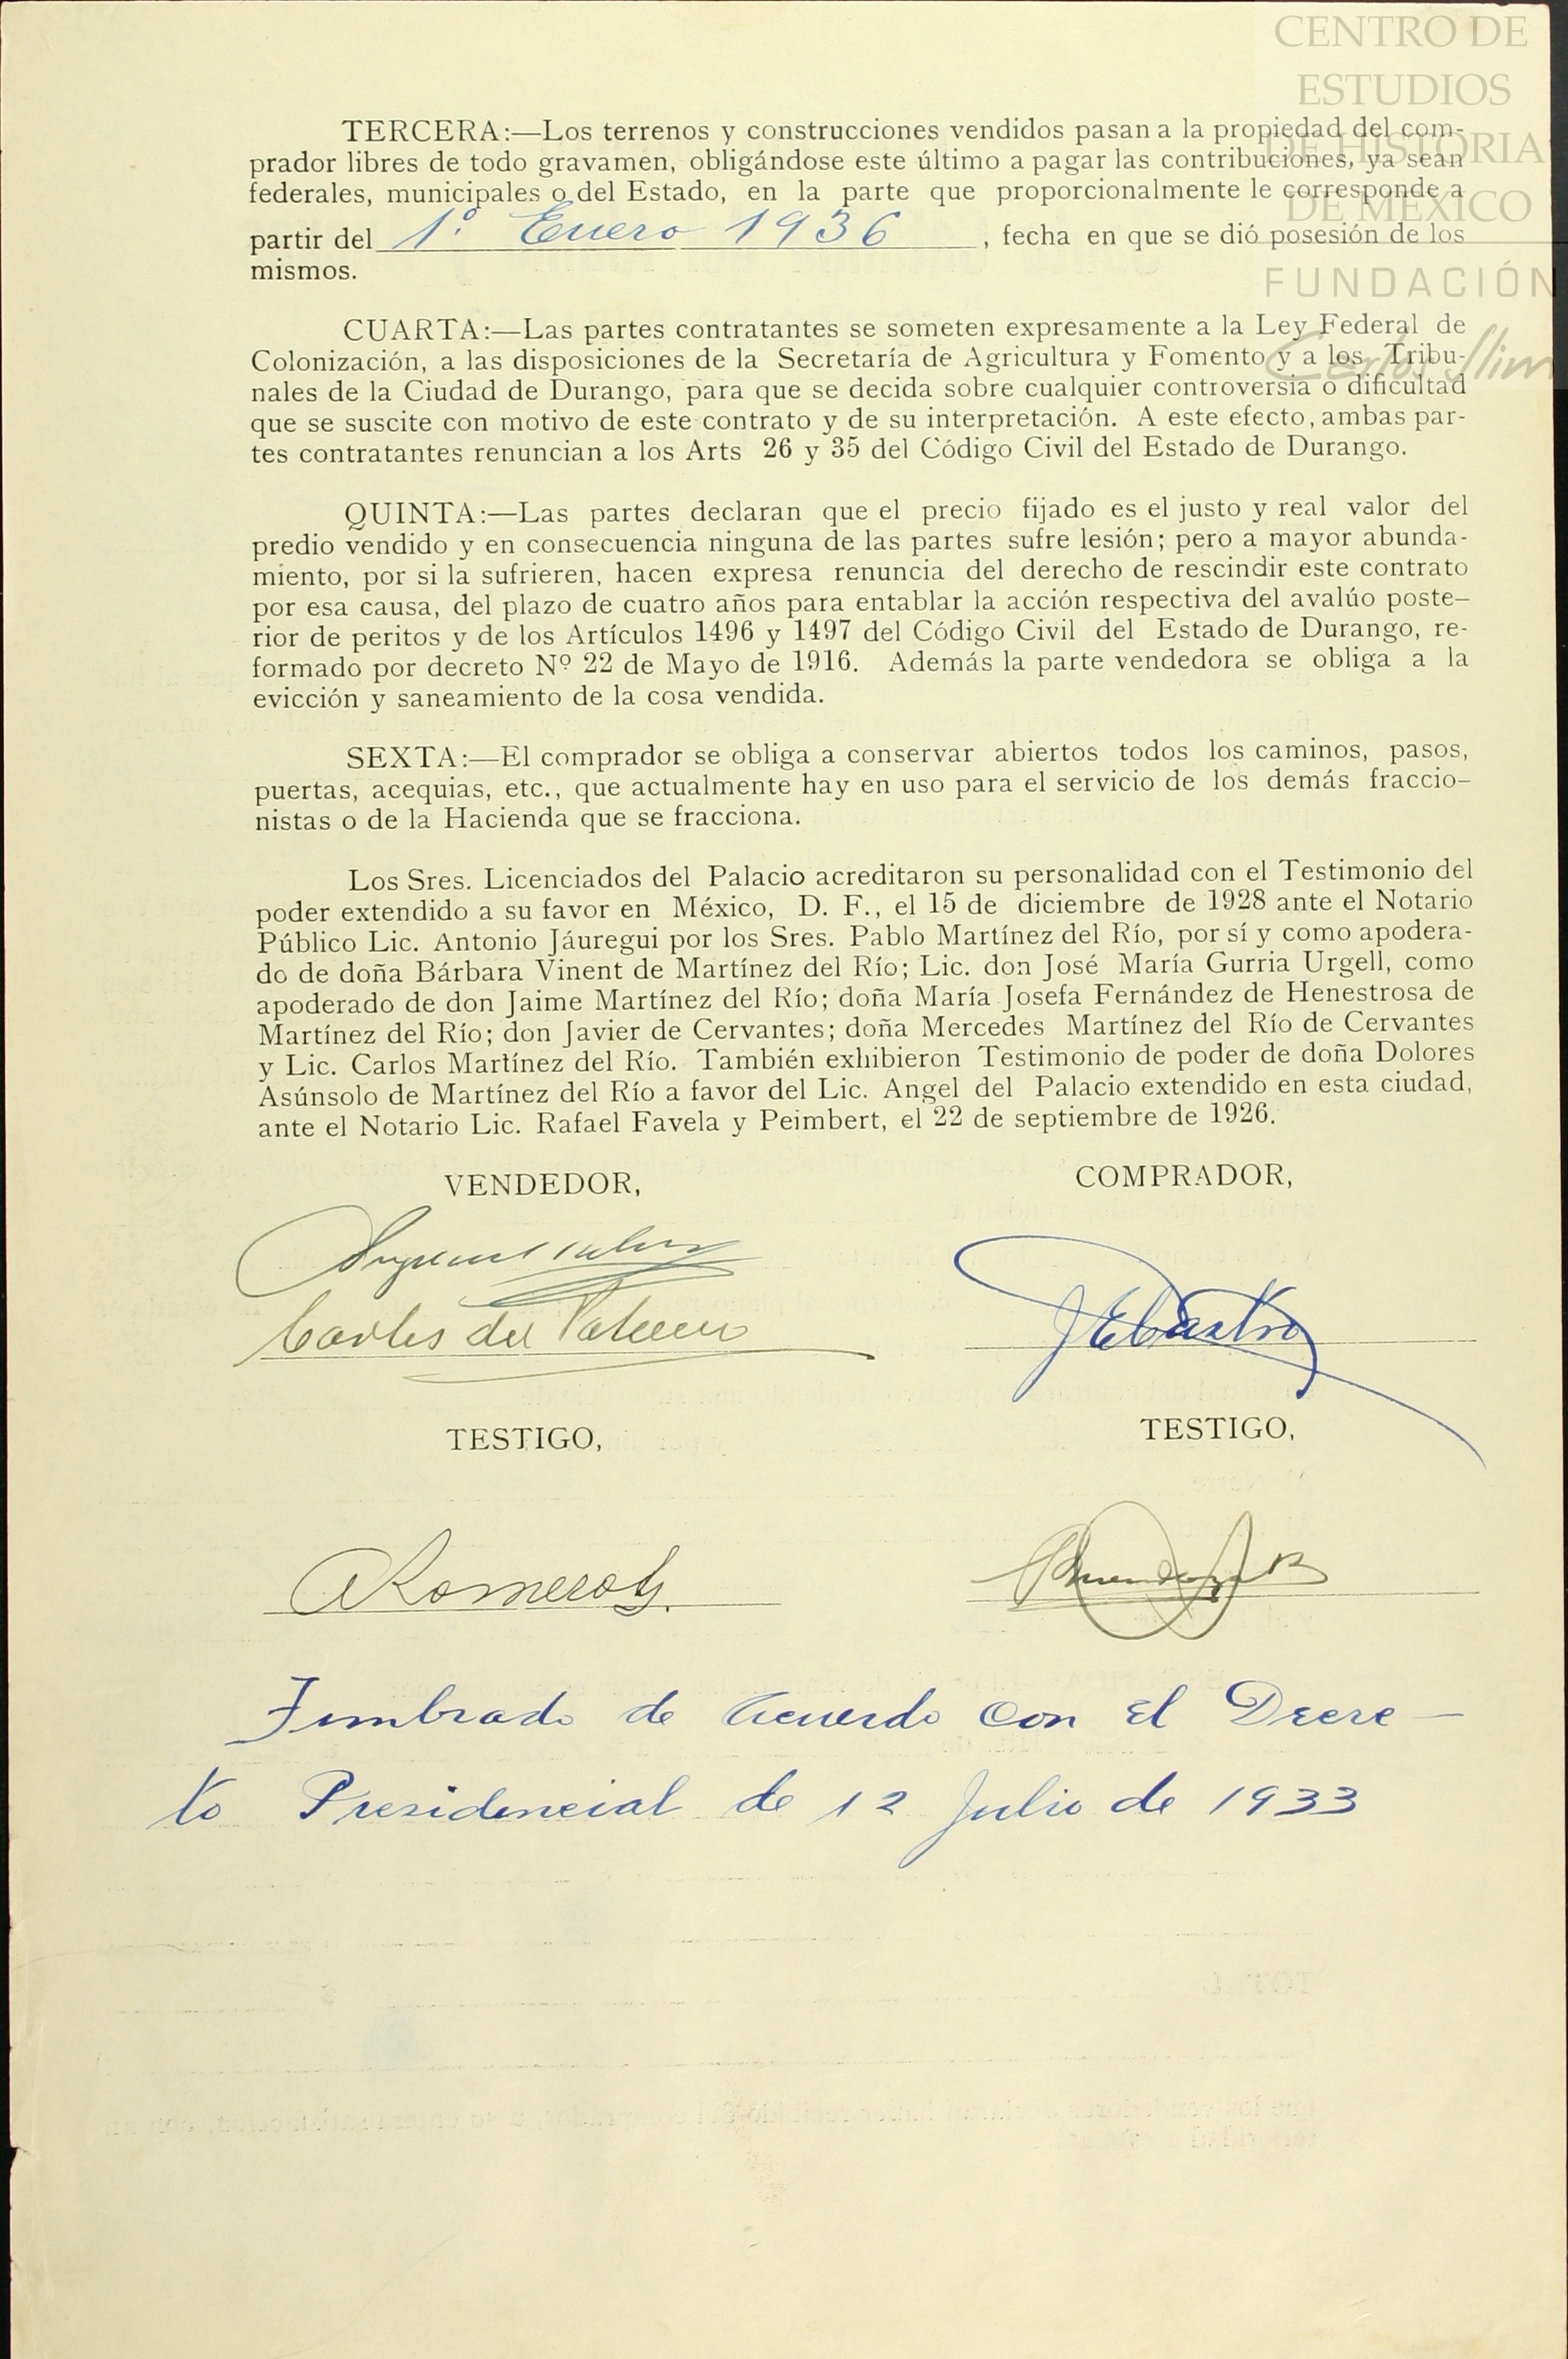 CENTRO DE
ESTUDIOS
DE HISTORIA
DE MÉXICO
FUNDACIÓN
Carlos Slim
TERCERA:—Los terrenos y construcciones vendidos pasan a la propiedad del com-
prador libres de todo gravamen, obligándose este último a pagar las contribuciones, ya sean
federales, municipales o del Estado, en la parte que proporcionalmente le corresponde a
partir del 1º Enero 1936, fecha en que se dió posesión de los
mismos.
CUARTA:—Las partes contratantes se someten expresamente a la Ley Federal de
Colonización, a las disposiciones de la Secretaría de Agricultura y Fomento y a los Tribu-
nales de la Ciudad de Durango, para que se decida sobre cualquier controversia o dificultad
que se suscite con motivo de este contrato y de su interpretación. A este efecto, ambas par-
tes contratantes renuncian a los Arts 26 y 35 del Código Civil del Estado de Durango.
QUINTA:—Las partes declaran que el precio fijado es el justo y real valor del
predio vendido y en consecuencia ninguna de las partes sufre lesión; pero a mayor abunda-
miento, por si la sufrieren, hacen expresa renuncia del derecho de rescindir este contrato
por esa causa, del plazo de cuatro años para entablar la acción respectiva del avalúo poste-
rior de peritos y de los Artículos 1496 y 1497 del Código Civil del Estado de Durango, re-
formado por decreto Nº 22 de Mayo de 1916. Además la parte vendedora se obliga a la
evicción y saneamiento de la cosa vendida.
SEXTA:—El comprador se obliga a conservar abiertos todos los caminos, pasos,
puertas, acequias, etc., que actualmente hay en uso para el servicio de los demás fraccio-
nistas o de la Hacienda que se fracciona.
Los Sres. Licenciados del Palacio acreditaron su personalidad con el Testimonio del
poder extendido a su favor en México, D. F., el 15 de diciembre de 1928 ante el Notario
Público Lic. Antonio Jáuregui por los Sres. Pablo Martínez del Río, por sí y como apodera-
do de doña Bárbara Vinent de Martínez del Río; Lic. don José María Gurria Urgell, como
apoderado de don Jaime Martínez del Río; doña María Josefa Fernández de Henestrosa de
Martínez del Río; don Javier de Cervantes; doña Mercedes Martínez del Río de Cervantes
y Lic. Carlos Martínez del Río. También exhibieron Testimonio de poder de doña Dolores
Asúnsolo de Martínez del Río a favor del Lic. Angel del Palacio extendido en esta ciudad,
ante el Notario Lic. Rafael Favela y Peimbert, el 22 de septiembre de 1926.
VENDEDOR,
COMPRADOR,
Carlos del Palacio
JECastro
TESTIGO,
TESTIGO,
ARomeroG.
Timbrado de Acuerdo con El Decre—
to Presidencial de 12 Julio de 1933